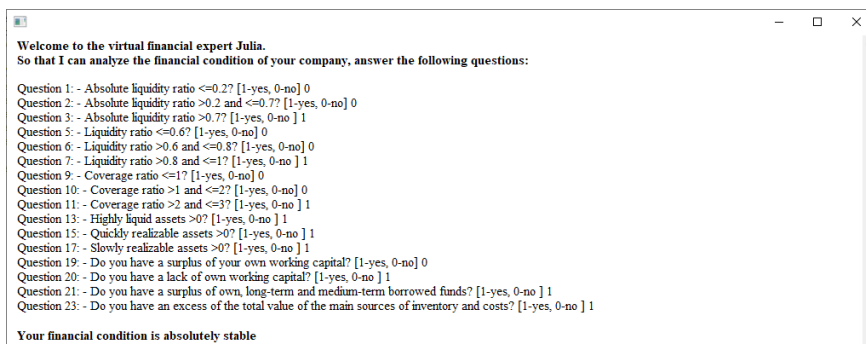 Welcome to the virtual financial expert Julia.
So that I can analyze the financial condition of your company, answer the following questions:
Question 1: - Absolute liquidity ratio <=0.2? [1-yes, 0-no] 0
Question 2: - Absolute liquidity ratio >0.2 and <=0.7? [1-yes, 0-no] 0
Question 3: - Absolute liquidity ratio >0.7? [1-yes, 0-no ] 1
Question 5: - Liquidity ratio <=0.6? [1-yes, 0-no] 0
Question 6: - Liquidity ratio >0.6 and <=0.8? [1-yes, 0-no] 0
Question 7: - Liquidity ratio >0.8 and <=1? [1-yes, 0-no ] 1
Question 9: - Coverage ratio <=1? [1-yes, 0-no] 0
Question 10: - Coverage ratio >1 and <=2? [1-yes, 0-no] 0
Question 11: - Coverage ratio >2 and <=3? [1-yes, 0-no ] 1
Question 13: - Highly liquid assets >0? [1-yes, 0-no ] 1
Question 15: - Quickly realizable assets >0? [1-yes, 0-no ] 1
Question 17: - Slowly realizable assets >0? [1-yes, 0-no ] 1
Question 19: - Do you have a surplus of your own working capital? [1-yes, 0-no] 0
Question 20: - Do you have a lack of own working capital? [1-yes, 0-no ] 1
Question 21: - Do you have a surplus of own, long-term and medium-term borrowed funds? [1-yes, 0-no ] 1
Question 23: - Do you have an excess of the total value of the main sources of inventory and costs? [1-yes, 0-no ] 1
Your financial condition is absolutely stable